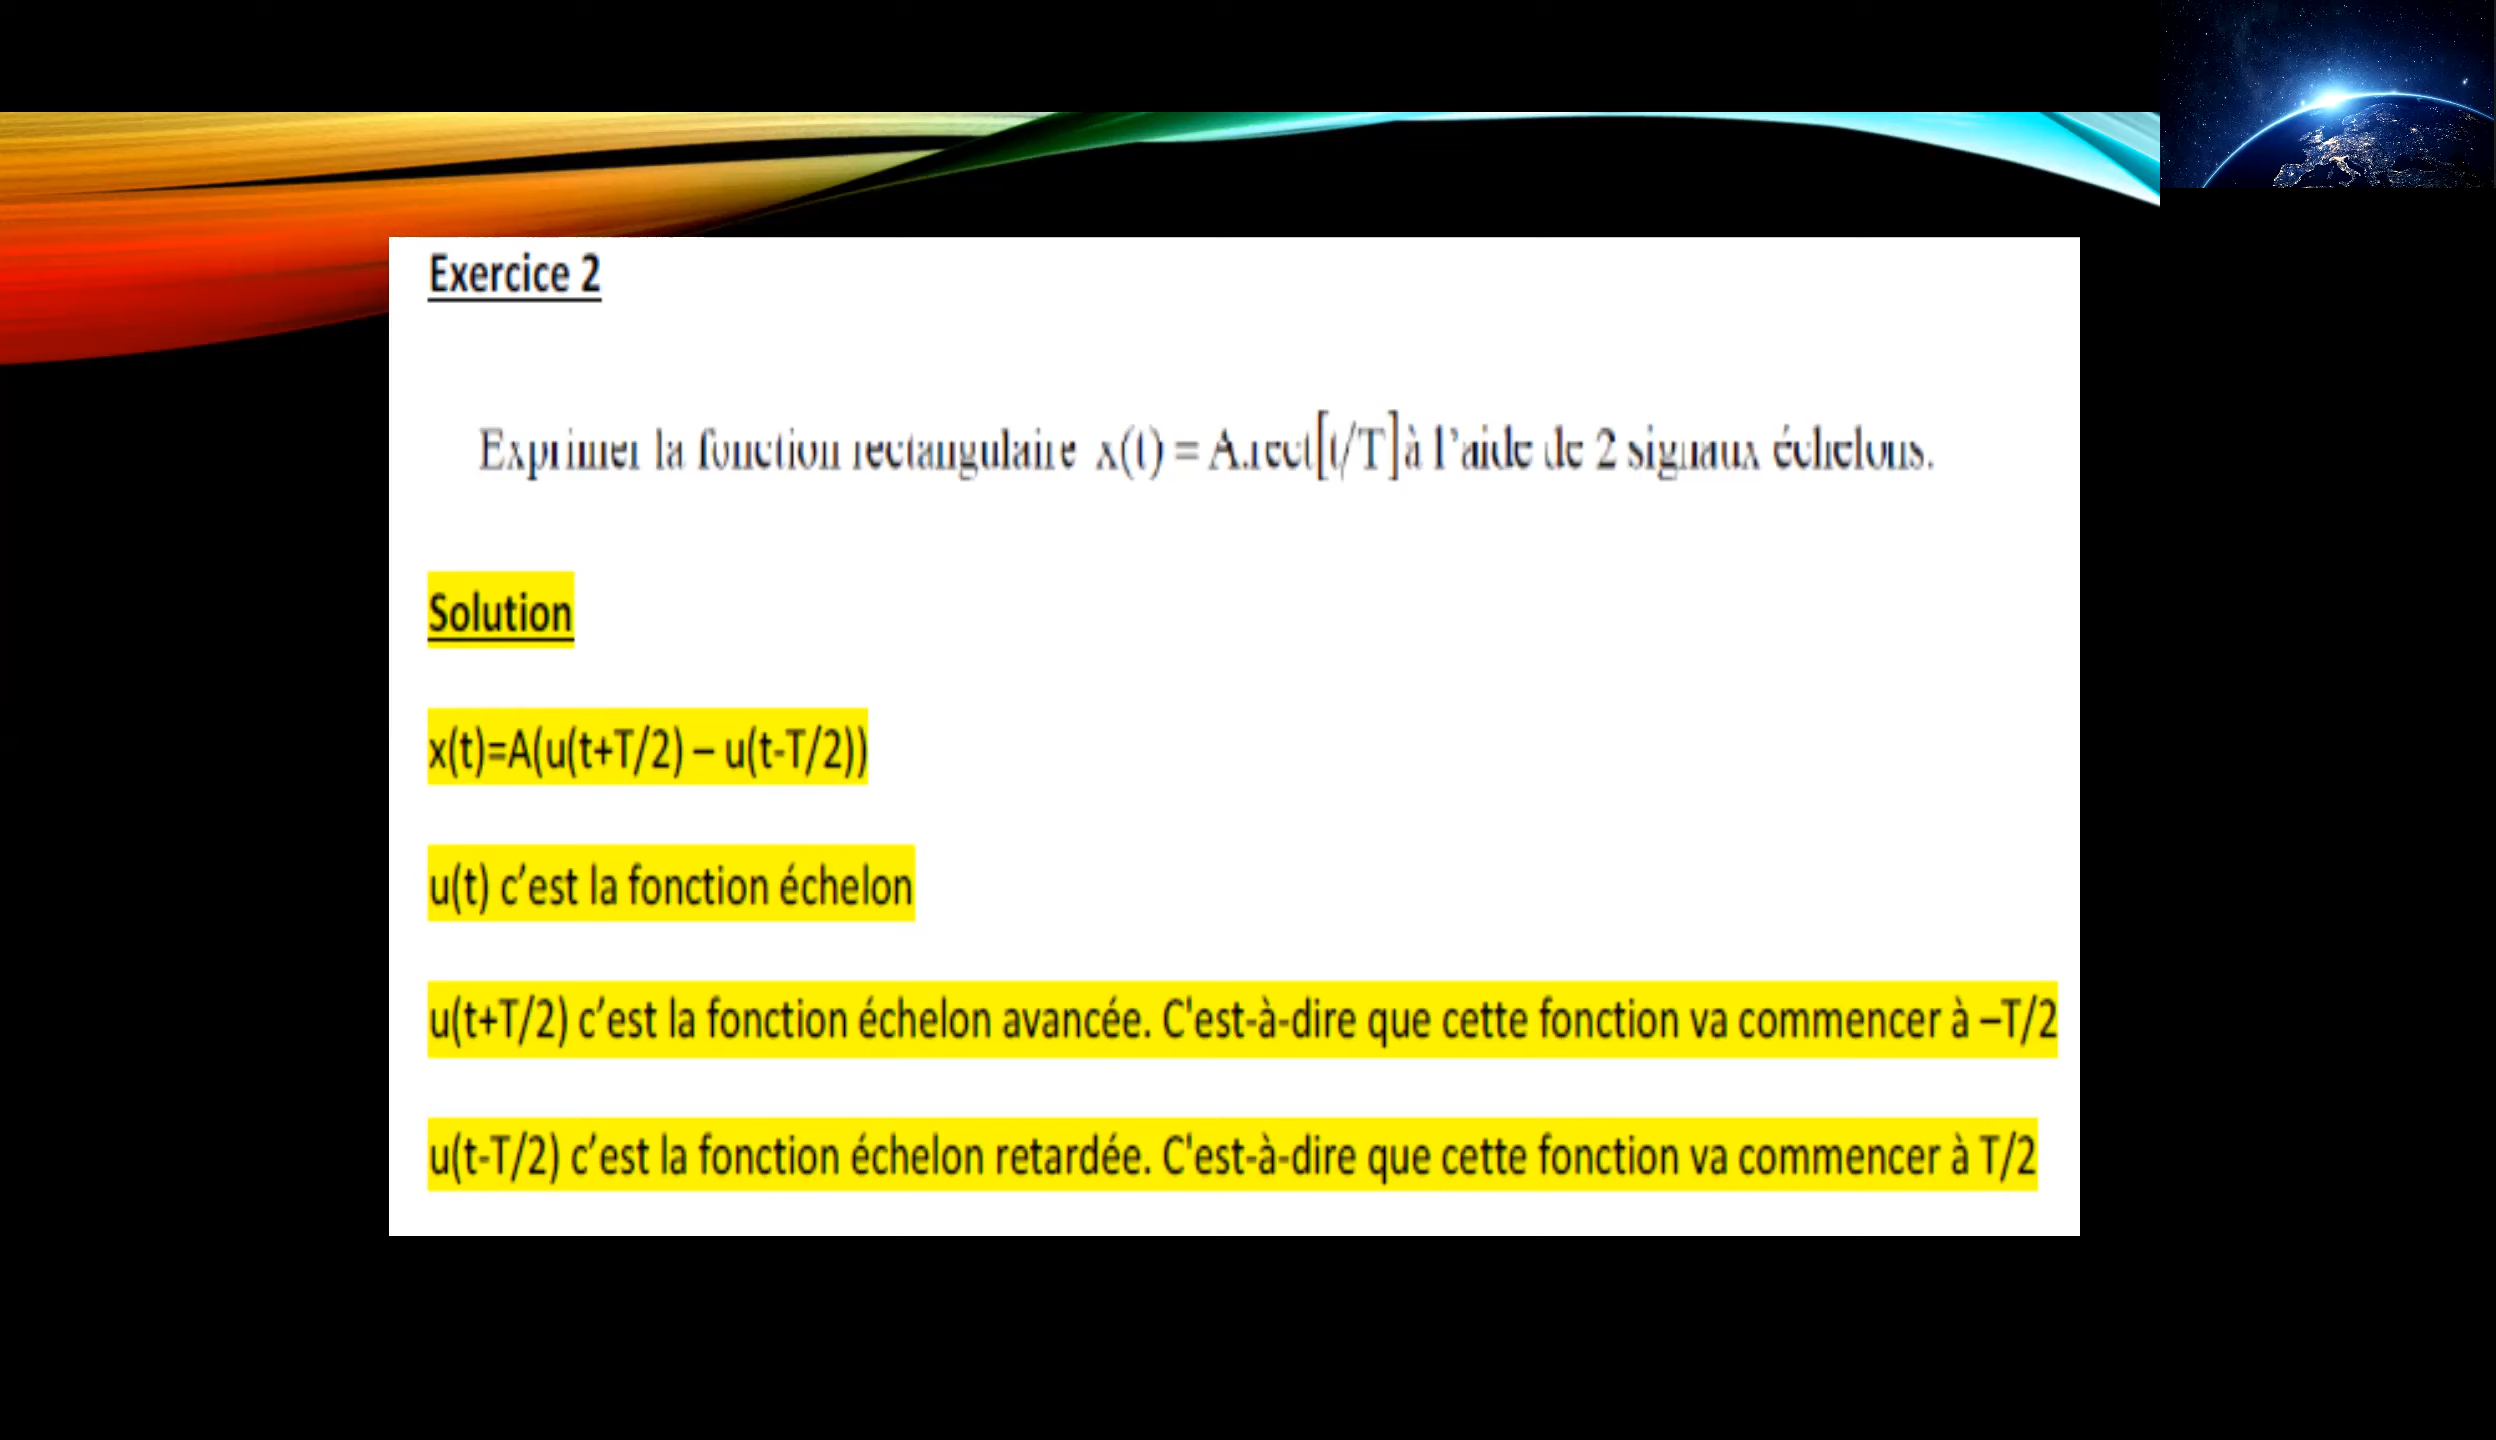 Exercice 2
Exprimer la fonction rectangulaire x(t) = A.rect[t/T] à l'aide de 2 signaux échelons.
Solution
x(t)=A(u(t+T/2) – u(t-T/2))
u(t) c’est la fonction échelon
u(t+T/2) c’est la fonction échelon avancée. C'est-à-dire que cette fonction va commencer à –T/2
u(t-T/2) c’est la fonction échelon retardée. C'est-à-dire que cette fonction va commencer à T/2